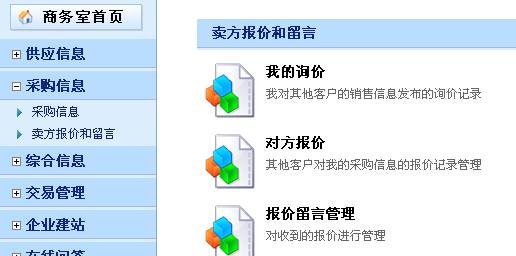 商务室首页
供应信息
采购信息
采购信息
卖方报价和留言
综合信息
交易管理
企业建站
在线问答
卖方报价和留言
我的询价
我对其他客户的销售信息发布的询价记录
对方报价
其他客户对我的采购信息的报价记录管理
报价留言管理
对收到的报价进行管理